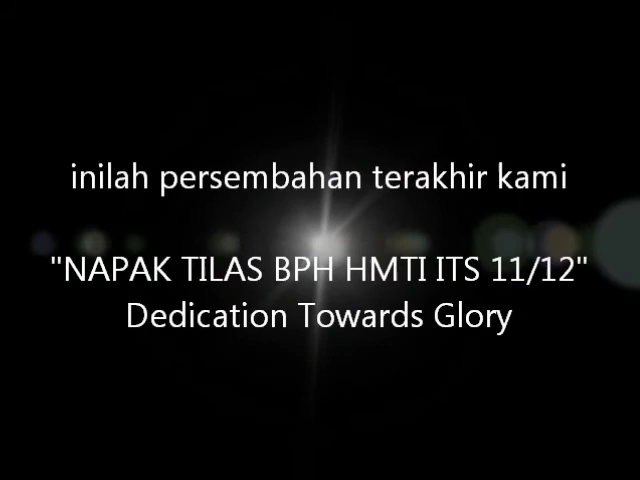 inilah persembahan terakhir kami
"NAPAK TILAS BPH HMTI ITS 11/12"
Dedication Towards Glory